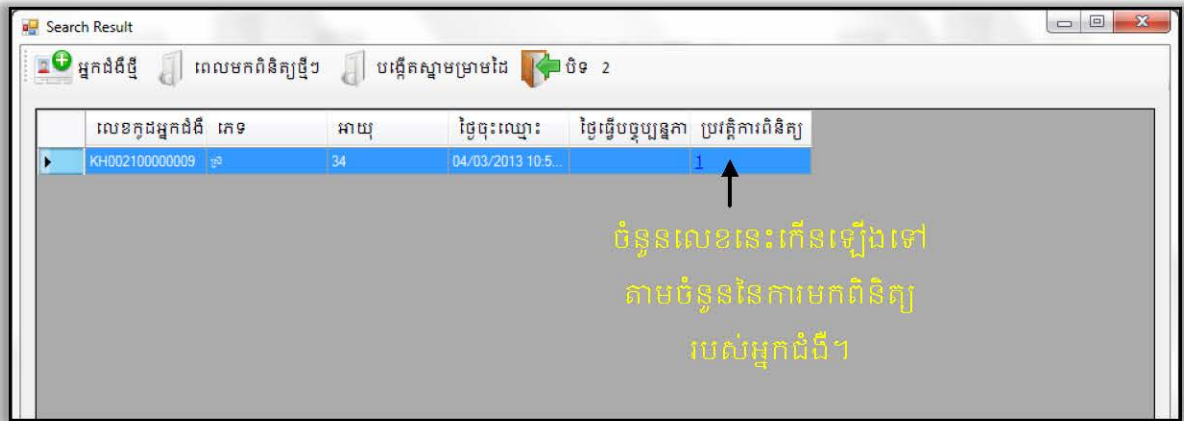 Search Result
អ្នកជំងឺថ្មី ពេលមកពិនិត្យថ្មីៗ បង្កើតស្នាមម្រាមដៃ បិទ 2
លេខកូដអ្នកជំងឺ ភេទ អាយុ ថ្ងៃចុះឈ្មោះ ថ្ងៃធ្វើបច្ចុប្បន្នភា ប្រវត្តិការពិនិត្យ
KH002100000009 ស្រី 34 04/03/2013 10:5... 1
ចំនួនលេខនេះកើនឡើងទៅ
តាមចំនួននៃការមកពិនិត្យ
របស់អ្នកជំងឺ។